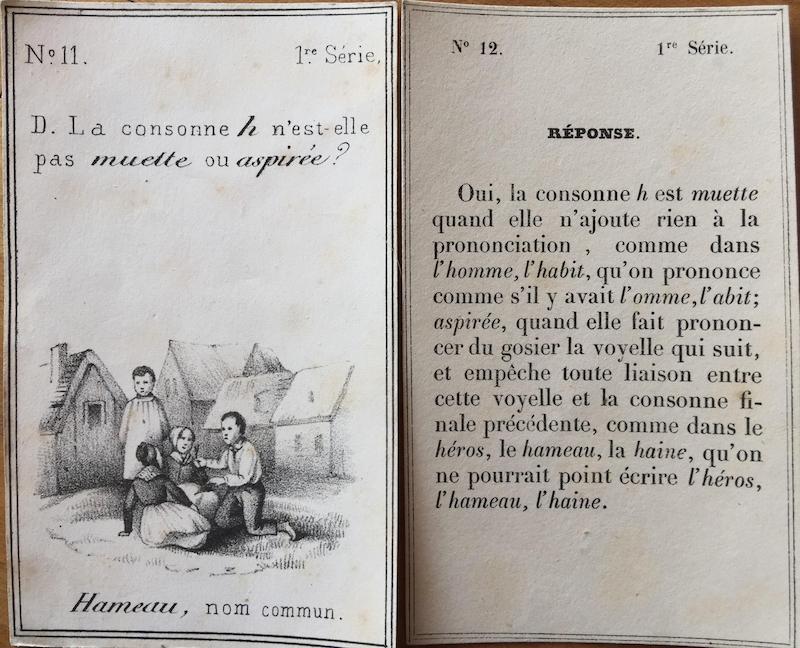 Nº 11. 1re Série,
D. La consonne h n'est-elle
pas muette ou aspirée?
Hameau, nom commun.
Nº 12. 1re Série.
RÉPONSE.
Oui, la consonne h est muette
quand elle n'ajoute rien à la
prononciation , comme dans
l'homme, l'habit, qu'on prononce
comme s'il y avait l'omme, l'abit;
aspirée, quand elle fait pronon-
cer du gosier la voyelle qui suit,
et empêche toute liaison entre
cette voyelle et la consonne fi-
nale précédente, comme dans le
héros, le hameau, la haine, qu'on
ne pourrait point écrire l'héros,
l'hameau, l'haine.